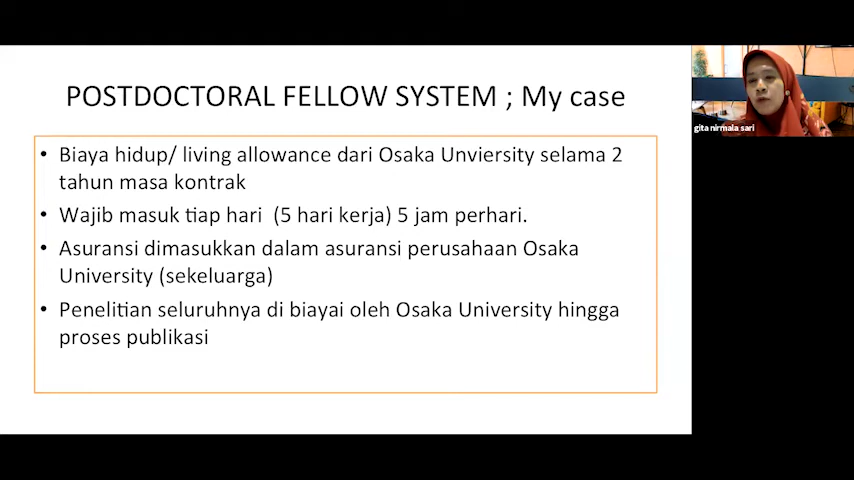 POSTDOCTORAL FELLOW SYSTEM ; My case
• Biaya hidup/ living allowance dari Osaka Unviersity selama 2
tahun masa kontrak
• Wajib masuk tiap hari (5 hari kerja) 5 jam perhari.
• Asuransi dimasukkan dalam asuransi perusahaan Osaka
University (sekeluarga)
• Penelitian seluruhnya di biayai oleh Osaka University hingga
proses publikasi
gita nirmala sari